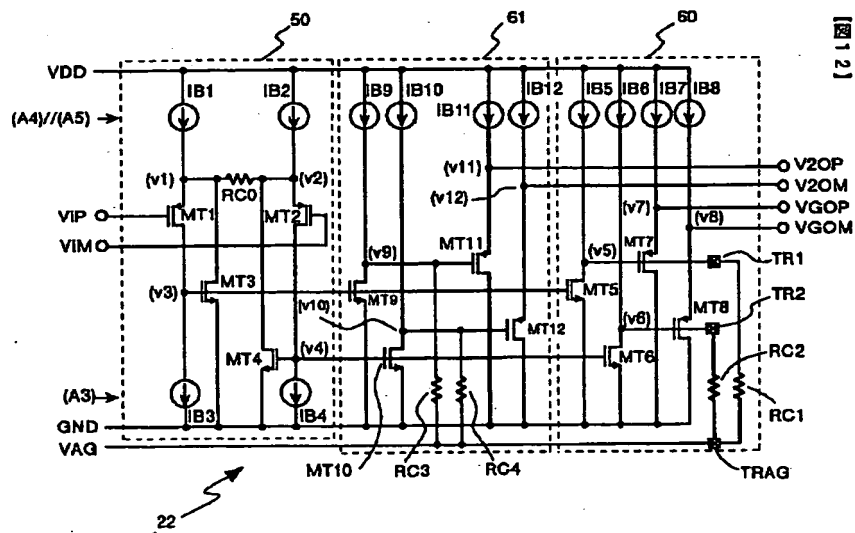 【図12】
50
61
60
VDD
IB1
IB2
IB9
IB10
IB11
IB12
IB5
IB6
IB7
IB8
(A4)//(A5)
(v1)
RC0
(v2)
(v11)
V2OP
(v12)
V2OM
VIP
MT1
MT2
(v7)
VGOP
(v8)
VGOM
VIM
(v9)
MT11
(v5)
MT7
TR1
(v3)
MT3
MT9
MT5
(v10)
MT12
(v6)
MT8
TR2
MT4
(v4)
MT6
RC2
(A3)
IB3
IB4
RC1
GND
VAG
MT10
RC3
RC4
TRAG
22